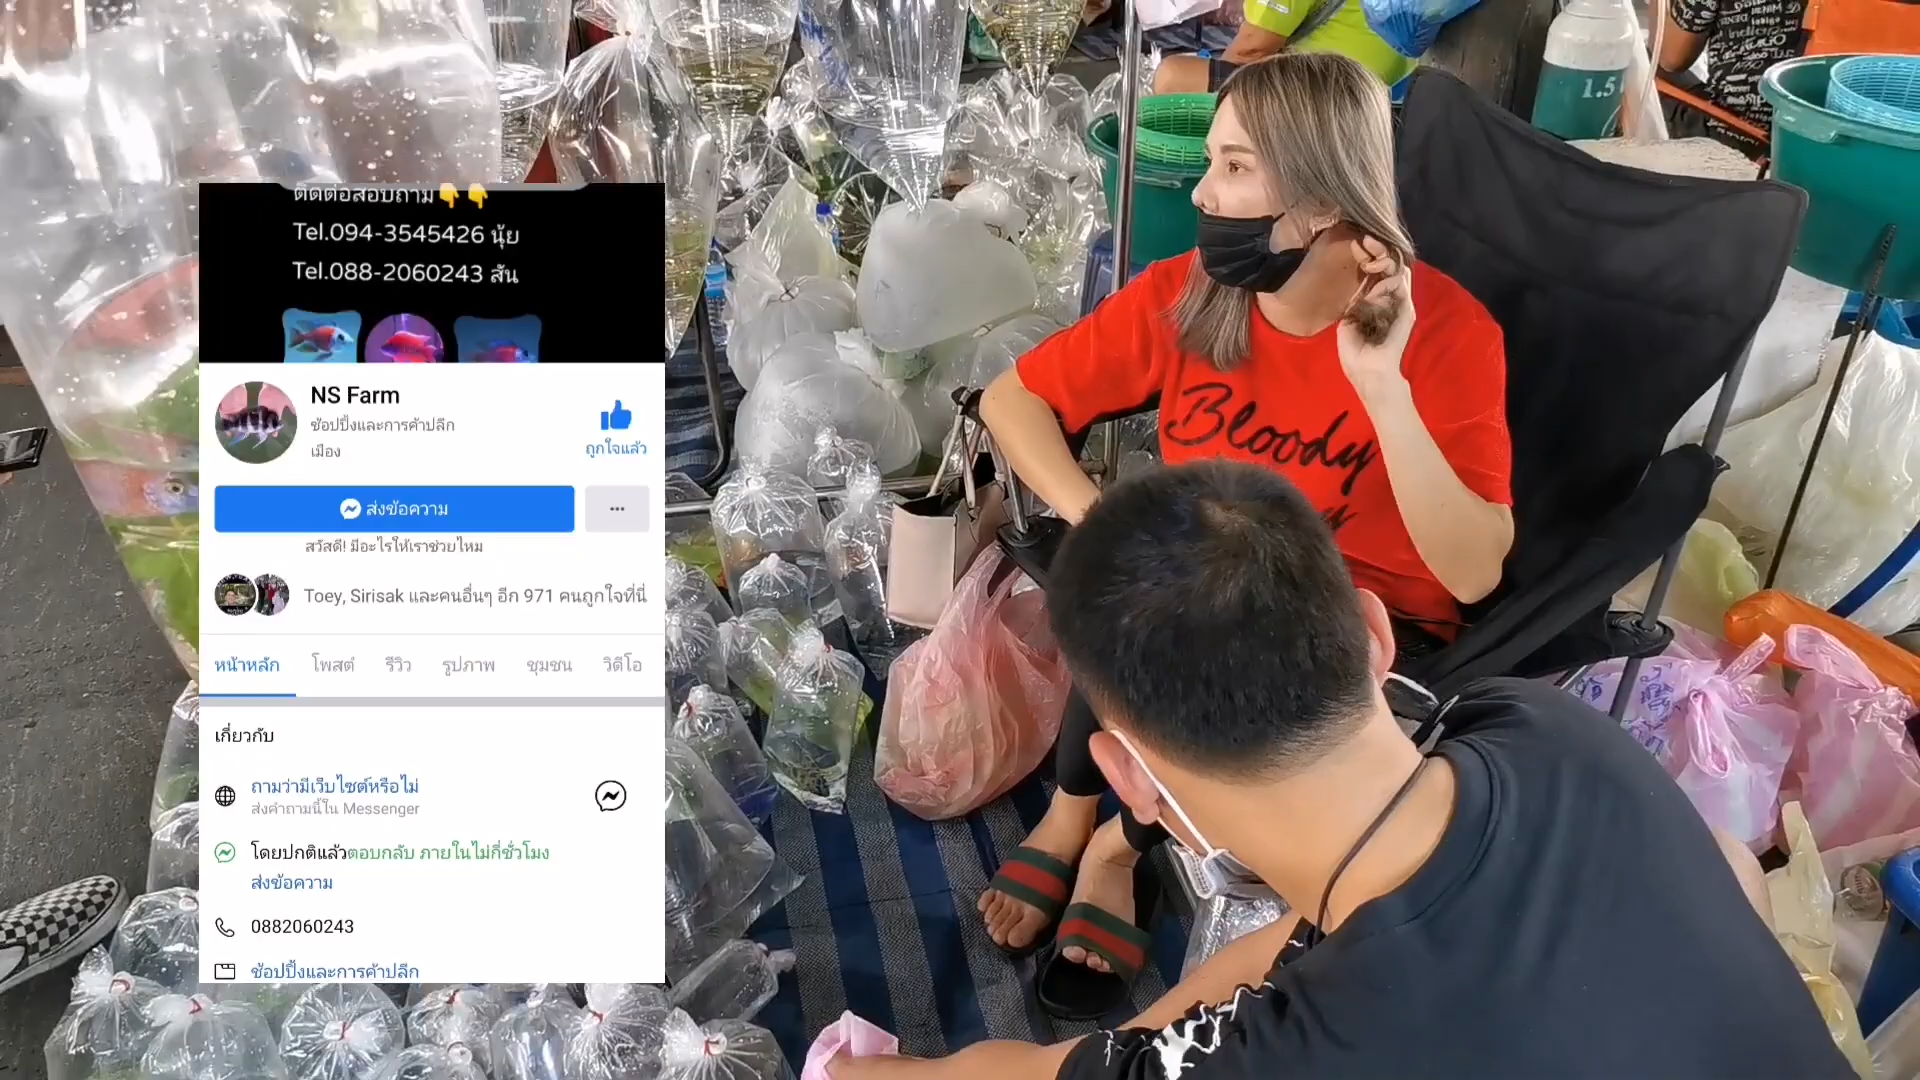 ติดต่อสอบถาม👇👇
Tel.094-3545426 นุ้ย
Tel.088-2060243 สัน
NS Farm
ช้อปปิ้งและการค้าปลีก
เมือง
ถูกใจแล้ว
ส่งข้อความ
สวัสดี! มีอะไรให้เราช่วยไหม
Toey, Sirisak และคนอื่นๆ อีก 971 คนถูกใจที่นี่
หน้าหลัก โพสต์ รีวิว รูปภาพ ชุมชน วิดีโอ
เกี่ยวกับ
ถามว่ามีเว็บไซต์หรือไม่
ส่งคำถามนี้ใน Messenger
โดยปกติแล้วตอบกลับ ภายในไม่กี่ชั่วโมง
ส่งข้อความ
0882060243
ช้อปปิ้งและการค้าปลีก
Bloody
1.5